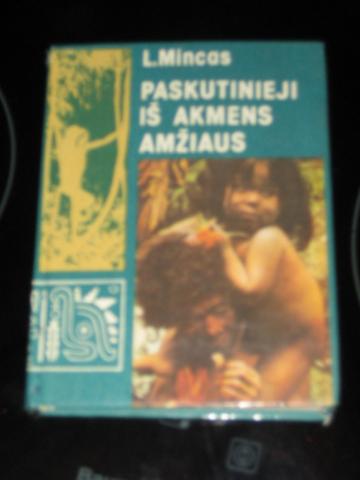 L.Mincas
PASKUTINIEJI
IŠ AKMENS
AMŽIAUS